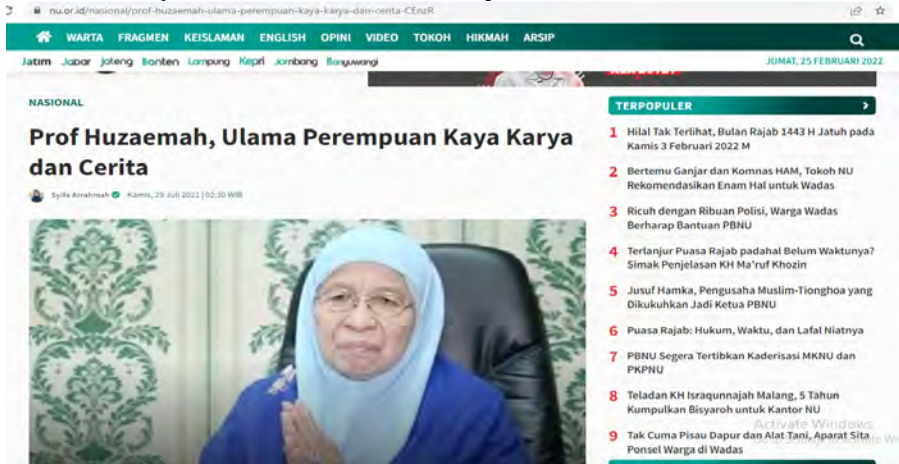 nu.or.id/nasional/prof-huzaemah-ulama-perempuan-kaya-karya-dan-cerita-CEnzR
WARTA FRAGMEN KEISLAMAN ENGLISH OPINI VIDEO TOKOH HIKMAH ARSIP
Jatim Jabar Jateng Banten Lampung Kepri Jombang Banyuwangi
JUMAT, 25 FEBRUARI 2022
NASIONAL
Prof Huzaemah, Ulama Perempuan Kaya Karya
dan Cerita
Syifa Arrahmah Kamis, 29 Juli 2021 | 02:30 WIB
TERPOPULER
1 Hilal Tak Terlihat, Bulan Rajab 1443 H Jatuh pada
Kamis 3 Februari 2022 M
2 Bertemu Ganjar dan Komnas HAM, Tokoh NU
Rekomendasikan Enam Hal untuk Wadas
3 Ricuh dengan Ribuan Polisi, Warga Wadas
Berharap Bantuan PBNU
4 Terlanjur Puasa Rajab padahal Belum Waktunya?
Simak Penjelasan KH Ma'ruf Khozin
5 Jusuf Hamka, Pengusaha Muslim-Tionghoa yang
Dikukuhkan Jadi Ketua PBNU
6 Puasa Rajab: Hukum, Waktu, dan Lafal Niatnya
7 PBNU Segera Tertibkan Kaderisasi MKNU dan
PKPNU
8 Teladan KH Israqunnajah Malang, 5 Tahun
Kumpulkan Bisyaroh untuk Kantor NU
Activate Windows
9 Tak Cuma Pisau Dapur dan Alat Tani, Aparat Sita
Ponsel Warga di Wadas